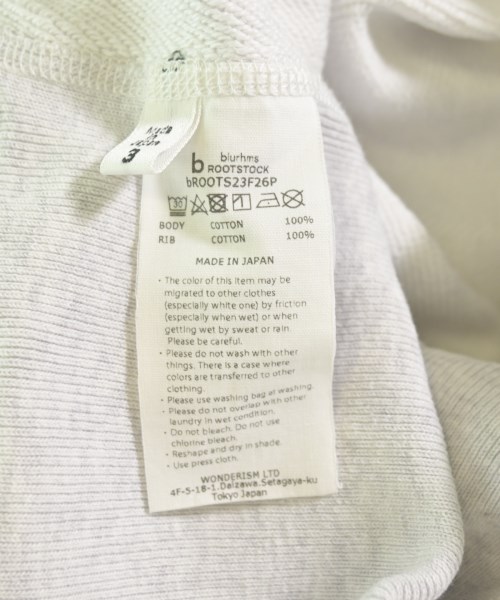 Made
in
Japan
3
b blurhms
ROOTSTOCK
bROOTS23F26P
BODY COTTON 100%
RIB COTTON 100%
MADE IN JAPAN
・The color of this item may be
migrated to other clothes
(especially white one) by friction
(especially when wet) or when
getting wet by sweat or rain.
Please be careful.
・Please do not wash with other
things. There is a case where
colors are transferred to other
clothing.
・Please use washing bag at washing.
・Please do not overlap with other
laundry in wet condition.
・Do not bleach. Do not use
chlorine bleach.
・Reshape and dry in shade.
・Use press cloth.
WONDERISM LTD
4F-5-18-1.Daizawa.Setagaya-ku
Tokyo Japan